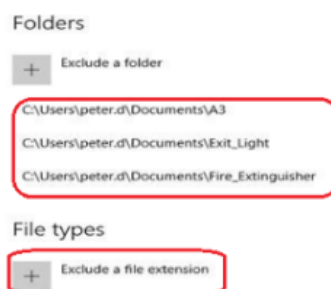 Folders
+ Exclude a folder
C:\Users\peter.d\Documents\A3
C:\Users\peter.d\Documents\Exit_Light
C:\Users\peter.d\Documents\Fire_Extinguisher
File types
+ Exclude a file extension